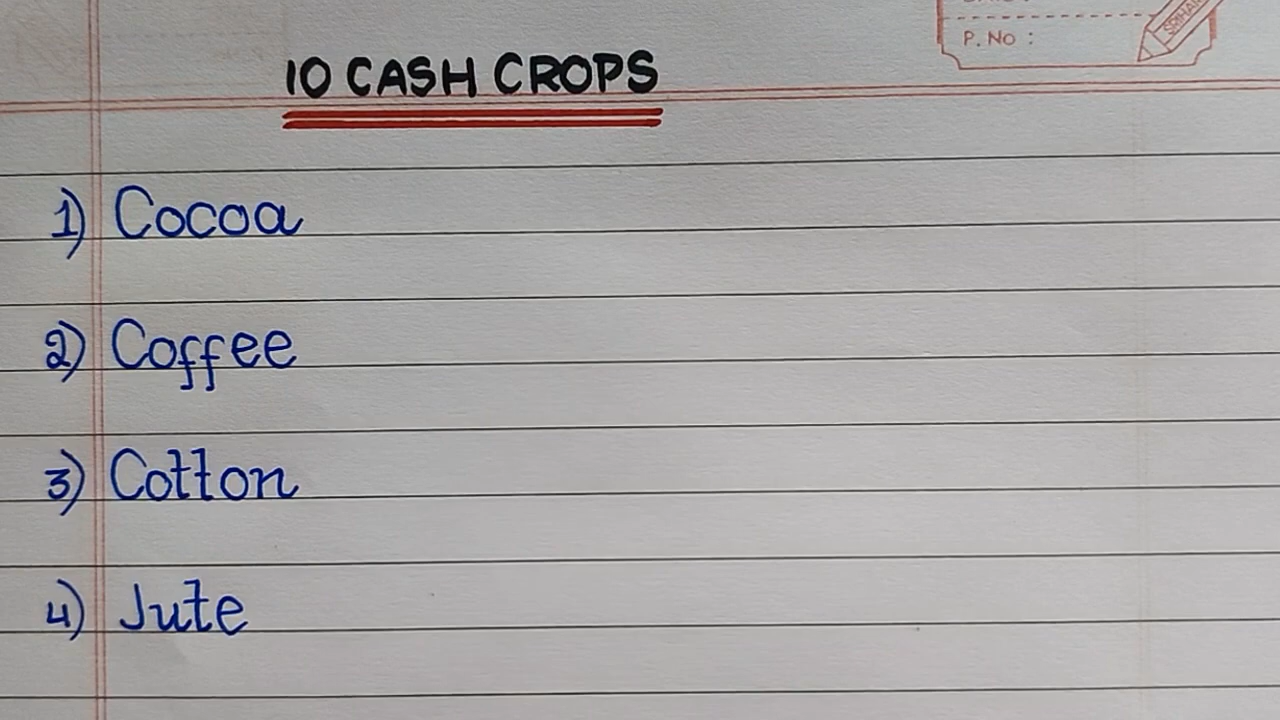 P. No :
10 CASH CROPS
1) Cocoa
2) Coffee
3) Cotton
4) Jute